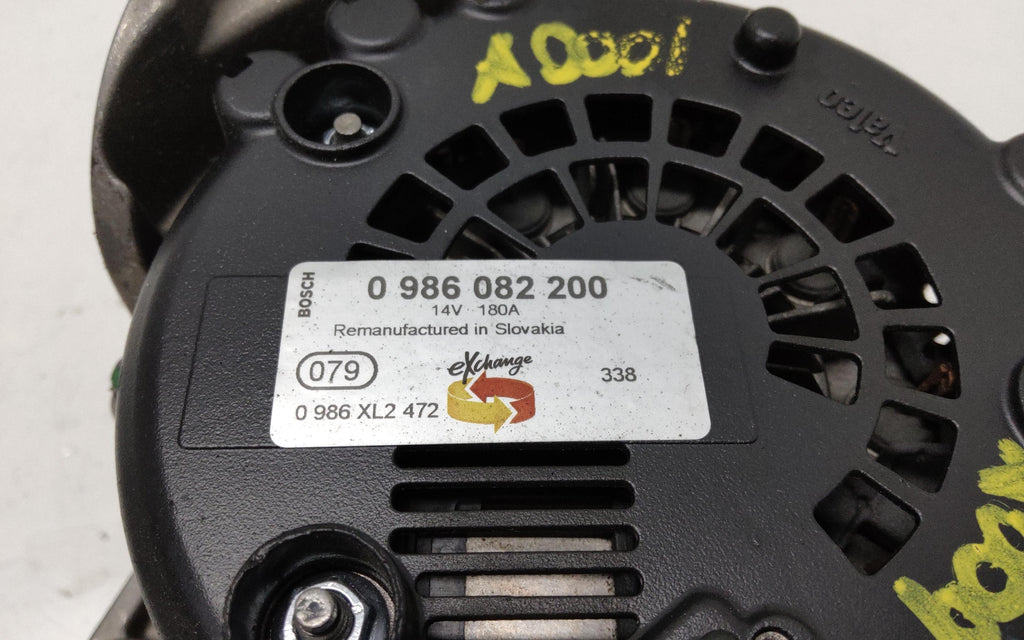 A0001
Valeo
BOSCH
0 986 082 200
14V 180A
Remanufactured in Slovakia
079
eXchange
338
0 986 XL2 472